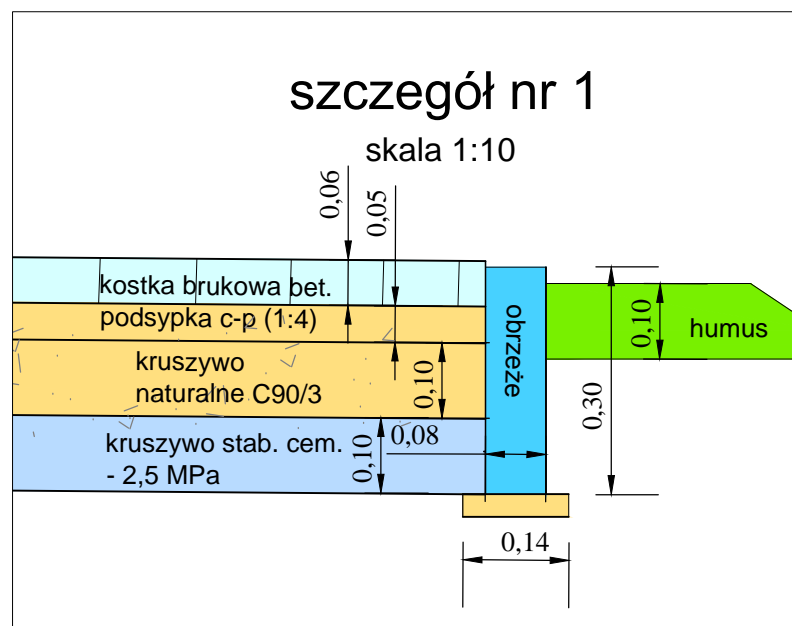 szczegół nr 1
skala 1:10
0,06
0,05
kostka brukowa bet.
podsypka c-p (1:4)
kruszywo
naturalne C90/3
0,10
kruszywo stab. cem.
- 2,5 MPa
0,10
0,08
obrzeże
0,10
humus
0,30
0,14